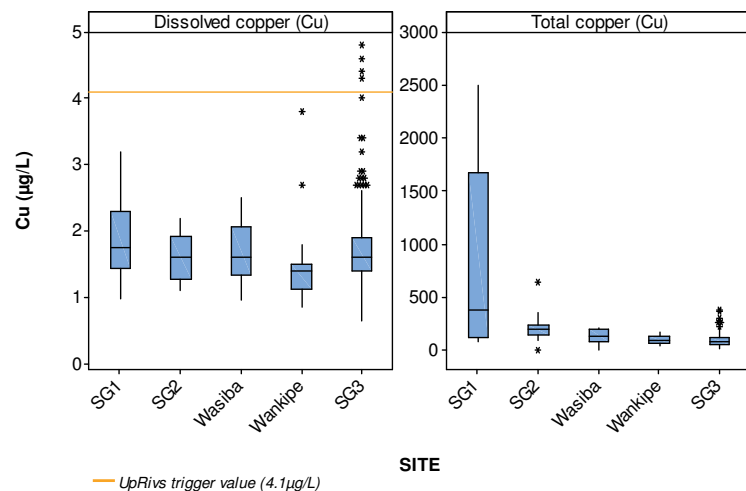 Dissolved copper (Cu)
Total copper (Cu)
Cu (µg/L)
5
4
3
2
1
0
3000
2500
2000
1500
1000
500
0
SG1
SG2
Wasiba
Wankipe
SG3
SG1
SG2
Wasiba
Wankipe
SG3
SITE
UpRivs trigger value (4.1µg/L)